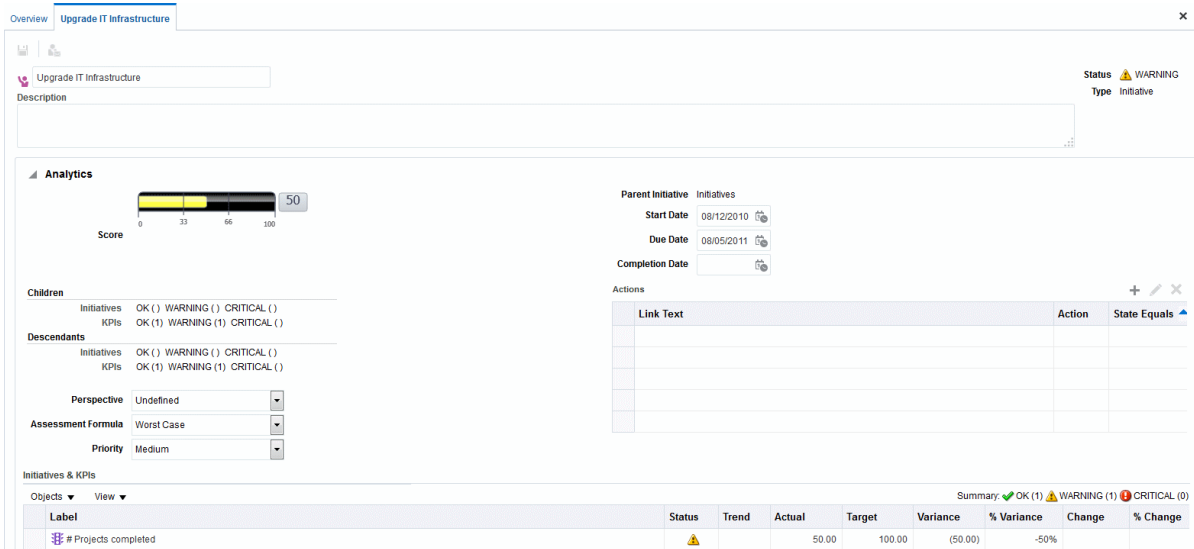 Overview Upgrade IT Infrastructure
Upgrade IT Infrastructure
Status WARNING
Type Initiative
Description
Analytics
50
0 33 66 100
Score
Parent Initiative Initiatives
Start Date 08/12/2010
Due Date 08/05/2011
Completion Date
Children
Initiatives OK ( ) WARNING ( ) CRITICAL ( )
KPIs OK (1) WARNING (1) CRITICAL ( )
Descendants
Initiatives OK ( ) WARNING ( ) CRITICAL ( )
KPIs OK (1) WARNING (1) CRITICAL ( )
Perspective Undefined
Assessment Formula Worst Case
Priority Medium
Actions
Link Text Action State Equals
Initiatives & KPIs
Objects View Summary: OK (1) WARNING (1) CRITICAL (0)
Label Status Trend Actual Target Variance % Variance Change % Change
# Projects completed 50.00 100.00 (50.00) -50%